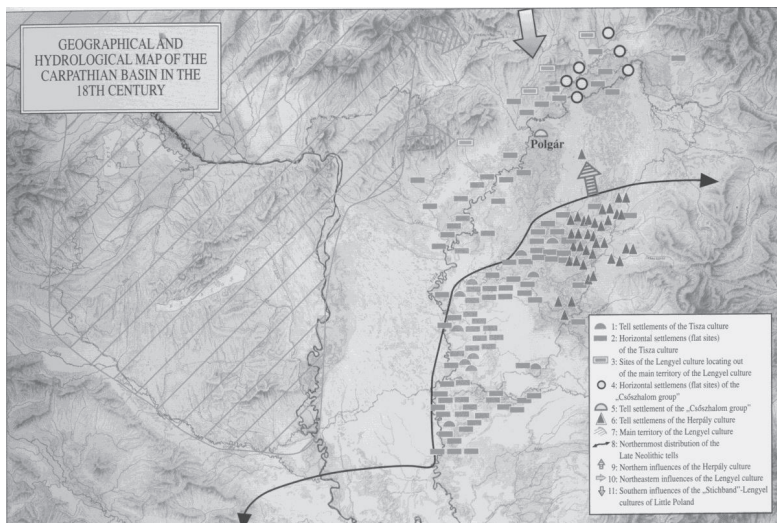 GEOGRAPHICAL AND
HYDROLOGICAL MAP OF THE
CARPATHIAN BASIN IN THE
18TH CENTURY
Polgár
1: Tell settlements of the Tisza culture
2: Horizontal settlemens (flat sites)
of the Tisza culture
3: Sites of the Lengyel culture locating out
of the main territory of the Lengyel culture
4: Horizontal settlemens (flat sites) of the
„Csőszhalom group”
5: Tell settlement of the „Csőszhalom group”
6: Tell settlements of the Herpály culture
7: Main territory of the Lengyel culture
8: Northernmost distribution of the
Late Neolithic tells
9: Northern influences of the Herpály culture
10: Northeastern influences of the Lengyel culture
11: Southern influences of the „Stichband”-Lengyel
cultures of Little Poland